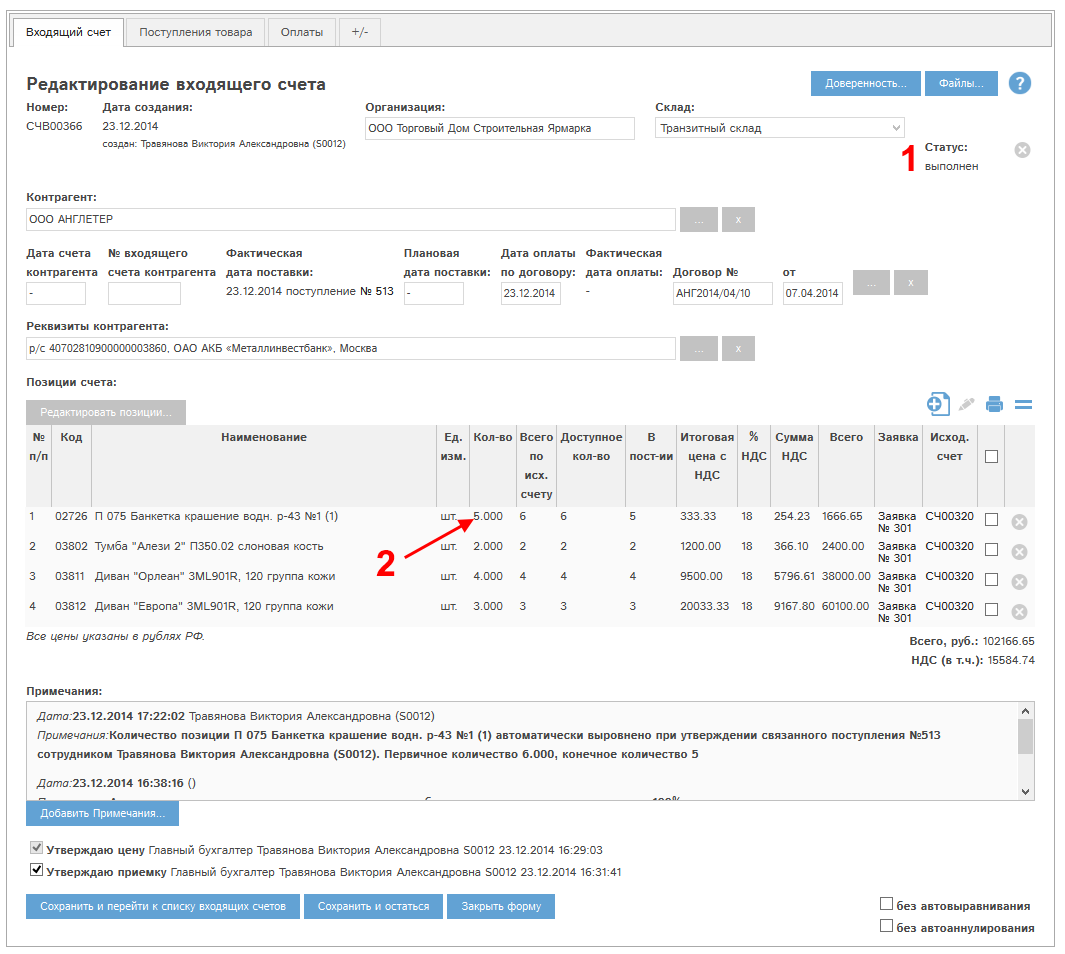 Входящий счет Поступления товара Оплаты +/-
Редактирование входящего счета Доверенность... Файлы... ?
Номер: Дата создания: Организация: Склад:
СЧВ00366 23.12.2014 ООО Торговый Дом Строительная Ярмарка Транзитный склад
создан: Травянова Виктория Александровна (S0012)
1 Статус:
выполнен
Контрагент:
ООО АНГЛЕТЕР ... x
Дата счета № входящего Фактическая Плановая Дата оплаты Фактическая
контрагента счета контрагента дата поставки: дата поставки: по договору: дата оплаты: Договор № от
- 23.12.2014 поступление № 513 - 23.12.2014 - АНГ2014/04/10 07.04.2014 ... x
Реквизиты контрагента:
р/с 40702810900000003860, ОАО АКБ «Металлинвестбанк», Москва ... x
Позиции счета:
Редактировать позиции...
№ Код Наименование Ед. Кол-во Всего Доступное В Итоговая % Сумма Всего Заявка Исход.
п/п изм. по кол-во пост-ии цена с НДС НДС счет
исх. НДС
счету
1 02726 П 075 Банкетка крашение водн. р-43 №1 (1) шт. 5.000 6 6 5 333.33 18 254.23 1666.65 Заявка СЧ00320
№ 301
2 03802 Тумба "Алези 2" П350.02 слоновая кость шт. 2.000 2 2 2 1200.00 18 366.10 2400.00 Заявка СЧ00320
№ 301
2
3 03811 Диван "Орлеан" 3ML901R, 120 группа кожи шт. 4.000 4 4 4 9500.00 18 5796.61 38000.00 Заявка СЧ00320
№ 301
4 03812 Диван "Европа" 3ML901R, 120 группа кожи шт. 3.000 3 3 3 20033.33 18 9167.80 60100.00 Заявка СЧ00320
№ 301
Все цены указаны в рублях РФ.
Всего, руб.: 102166.65
НДС (в т.ч.): 15584.74
Примечания:
Дата:23.12.2014 17:22:02 Травянова Виктория Александровна (S0012)
Примечания:Количество позиции П 075 Банкетка крашение водн. р-43 №1 (1) автоматически выровнено при утверждении связанного поступления №513
сотрудником Травянова Виктория Александровна (S0012). Первичное количество 6.000, конечное количество 5
Дата:23.12.2014 16:38:16 ()
Добавить Примечания...
Утверждаю цену Главный бухгалтер Травянова Виктория Александровна S0012 23.12.2014 16:29:03
Утверждаю приемку Главный бухгалтер Травянова Виктория Александровна S0012 23.12.2014 16:31:41
Сохранить и перейти к списку входящих счетов Сохранить и остаться Закрыть форму
без автовыравнивания
без автоаннулирования